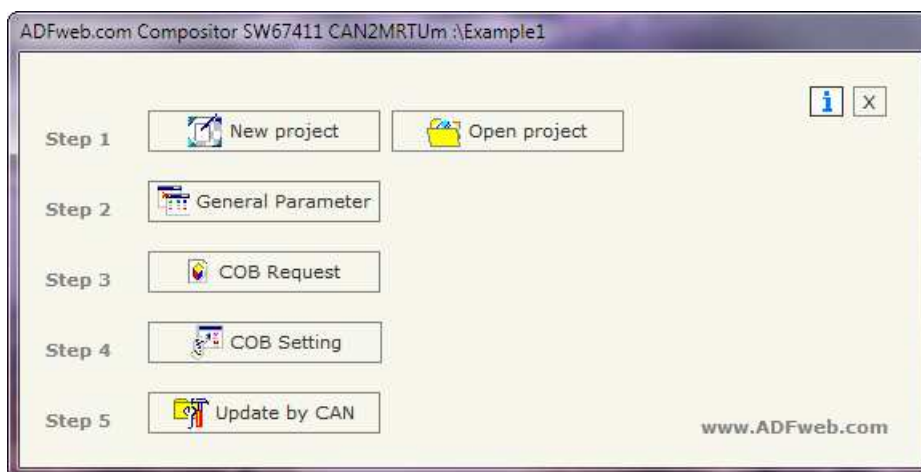 ADFweb.com Compositor SW67411 CAN2MRTUm :\Example1
i X
Step 1 New project Open project
Step 2 General Parameter
Step 3 COB Request
Step 4 COB Setting
Step 5 Update by CAN
www.ADFweb.com